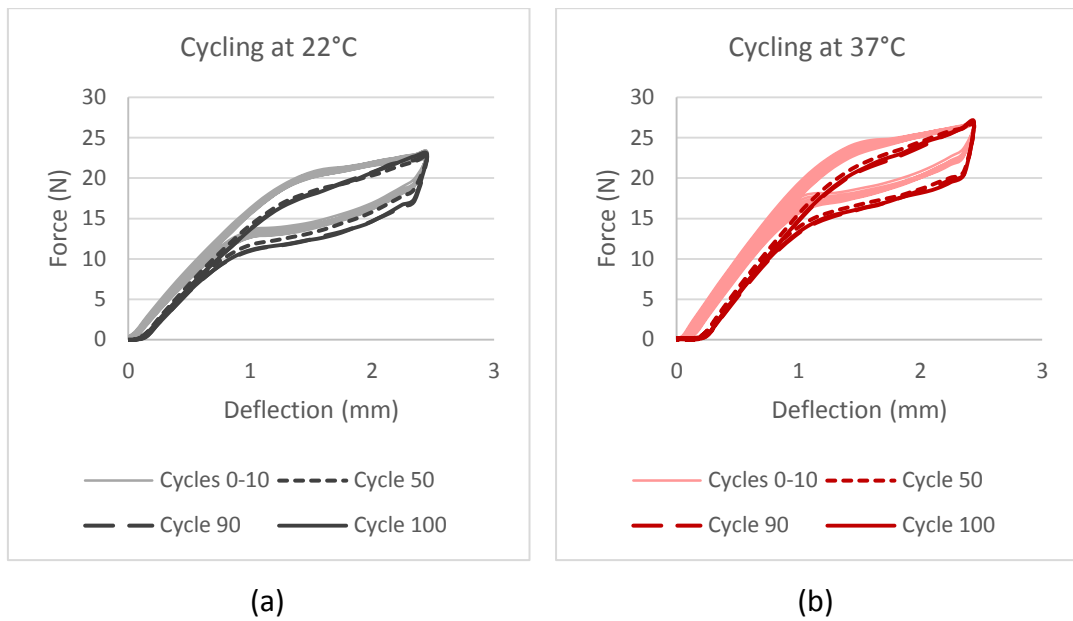 Cycling at 22°C
30
25
20
15
10
5
0
Force (N)
0 1 2 3
Deflection (mm)
Cycles 0-10 Cycle 50
Cycle 90 Cycle 100
(a)
Cycling at 37°C
30
25
20
15
10
5
0
Force (N)
0 1 2 3
Deflection (mm)
Cycles 0-10 Cycle 50
Cycle 90 Cycle 100
(b)